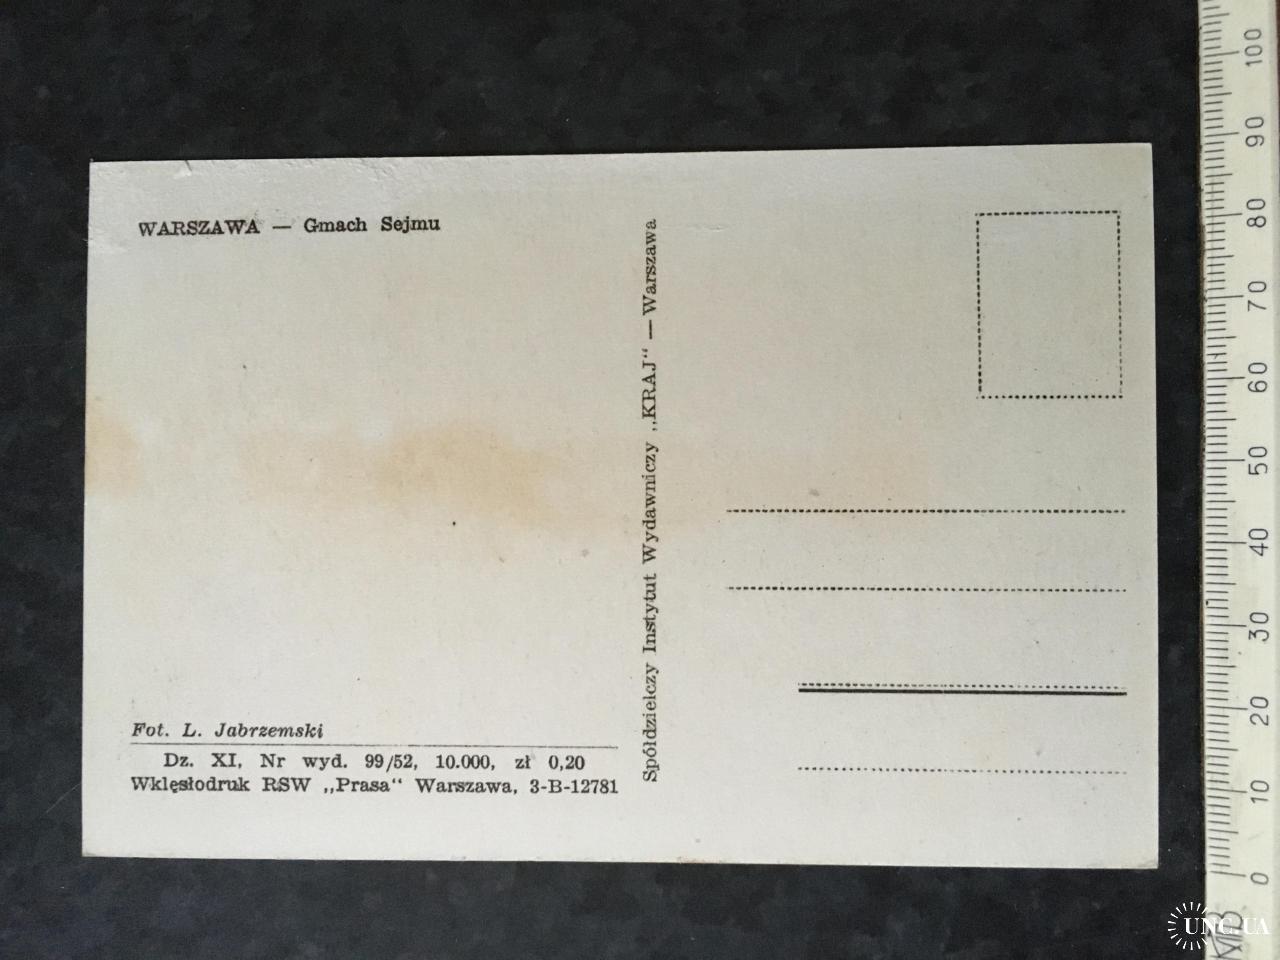 WARSZAWA — Gmach Sejmu
Spółdzielczy Instytut Wydawniczy „KRAJ“ — Warszawa
Fot. L. Jabrzemski
Dz. XI, Nr wyd. 99/52, 10.000, zł 0,20
Wklęsłodruk RSW „Prasa“ Warszawa, 3-B-12781
100
90
80
70
60
50
40
30
20
10
0
UNC.UA